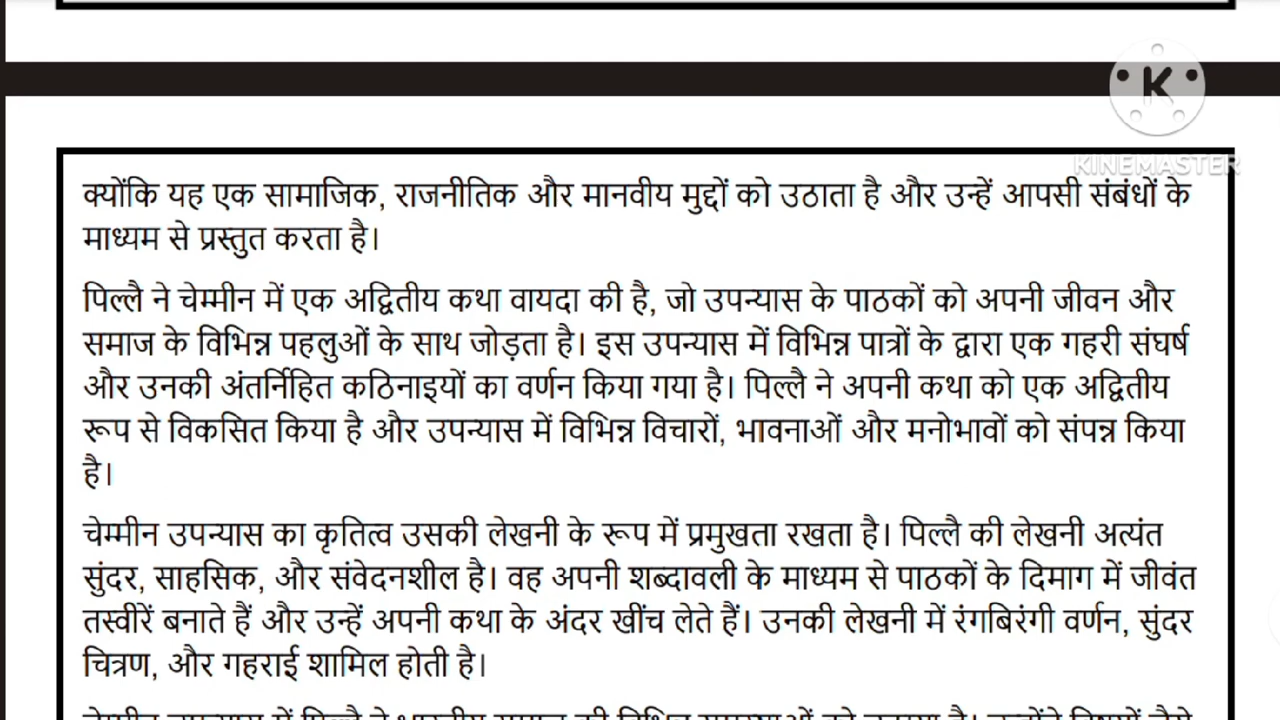 K
KINEMASTER
क्योंकि यह एक सामाजिक, राजनीतिक और मानवीय मुद्दों को उठाता है और उन्हें आपसी संबंधों के
माध्यम से प्रस्तुत करता है।
पिल्लै ने चेम्मीन में एक अद्वितीय कथा वायदा की है, जो उपन्यास के पाठकों को अपनी जीवन और
समाज के विभिन्न पहलुओं के साथ जोड़ता है। इस उपन्यास में विभिन्न पात्रों के द्वारा एक गहरी संघर्ष
और उनकी अंतर्निहित कठिनाइयों का वर्णन किया गया है। पिल्लै ने अपनी कथा को एक अद्वितीय
रूप से विकसित किया है और उपन्यास में विभिन्न विचारों, भावनाओं और मनोभावों को संपन्न किया
है।
चेम्मीन उपन्यास का कृतित्व उसकी लेखनी के रूप में प्रमुखता रखता है। पिल्लै की लेखनी अत्यंत
सुंदर, साहसिक, और संवेदनशील है। वह अपनी शब्दावली के माध्यम से पाठकों के दिमाग में जीवंत
तस्वीरें बनाते हैं और उन्हें अपनी कथा के अंदर खींच लेते हैं। उनकी लेखनी में रंगबिरंगी वर्णन, सुंदर
चित्रण, और गहराई शामिल होती है।